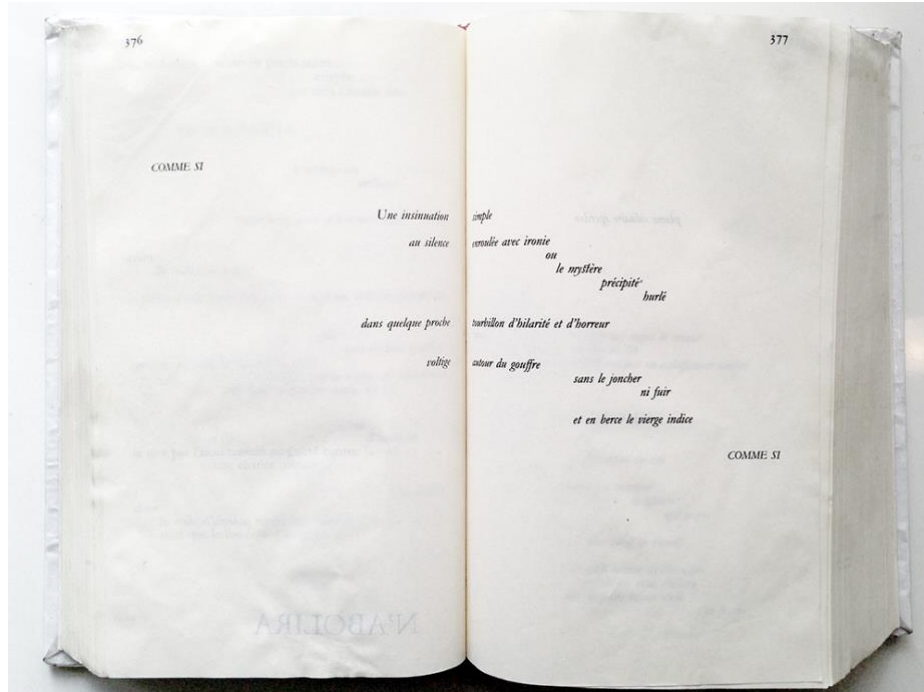 376
377
COMME SI
Une insinuation simple
au silence enroulée avec ironie
ou
le mystère
précipité
hurlé
dans quelque proche tourbillon d'hilarité et d'horreur
voltige autour du gouffre
sans le joncher
ni fuir
et en berce le vierge indice
COMME SI
N'ABOLIRA